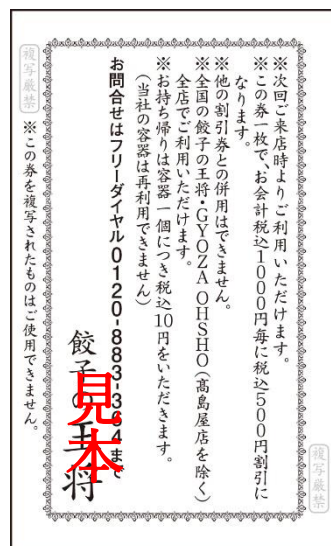 ※次回ご来店時よりご利用いただけます。
※この券一枚で、お会計税込1000円毎に税込500円割引に
なります。
※他の割引券との併用はできません。
※全国の餃子の王将・GYOZA OHSHO(髙島屋店を除く)
全店でご利用いただけます。
※お持ち帰りは容器一個につき税込10円をいただきます。
(当社の容器は再利用できません)
お問合せはフリーダイヤル0120-883-364まで
餃子の王将
見本
複写厳禁
※この券を複写されたものはご使用できません。
複写厳禁